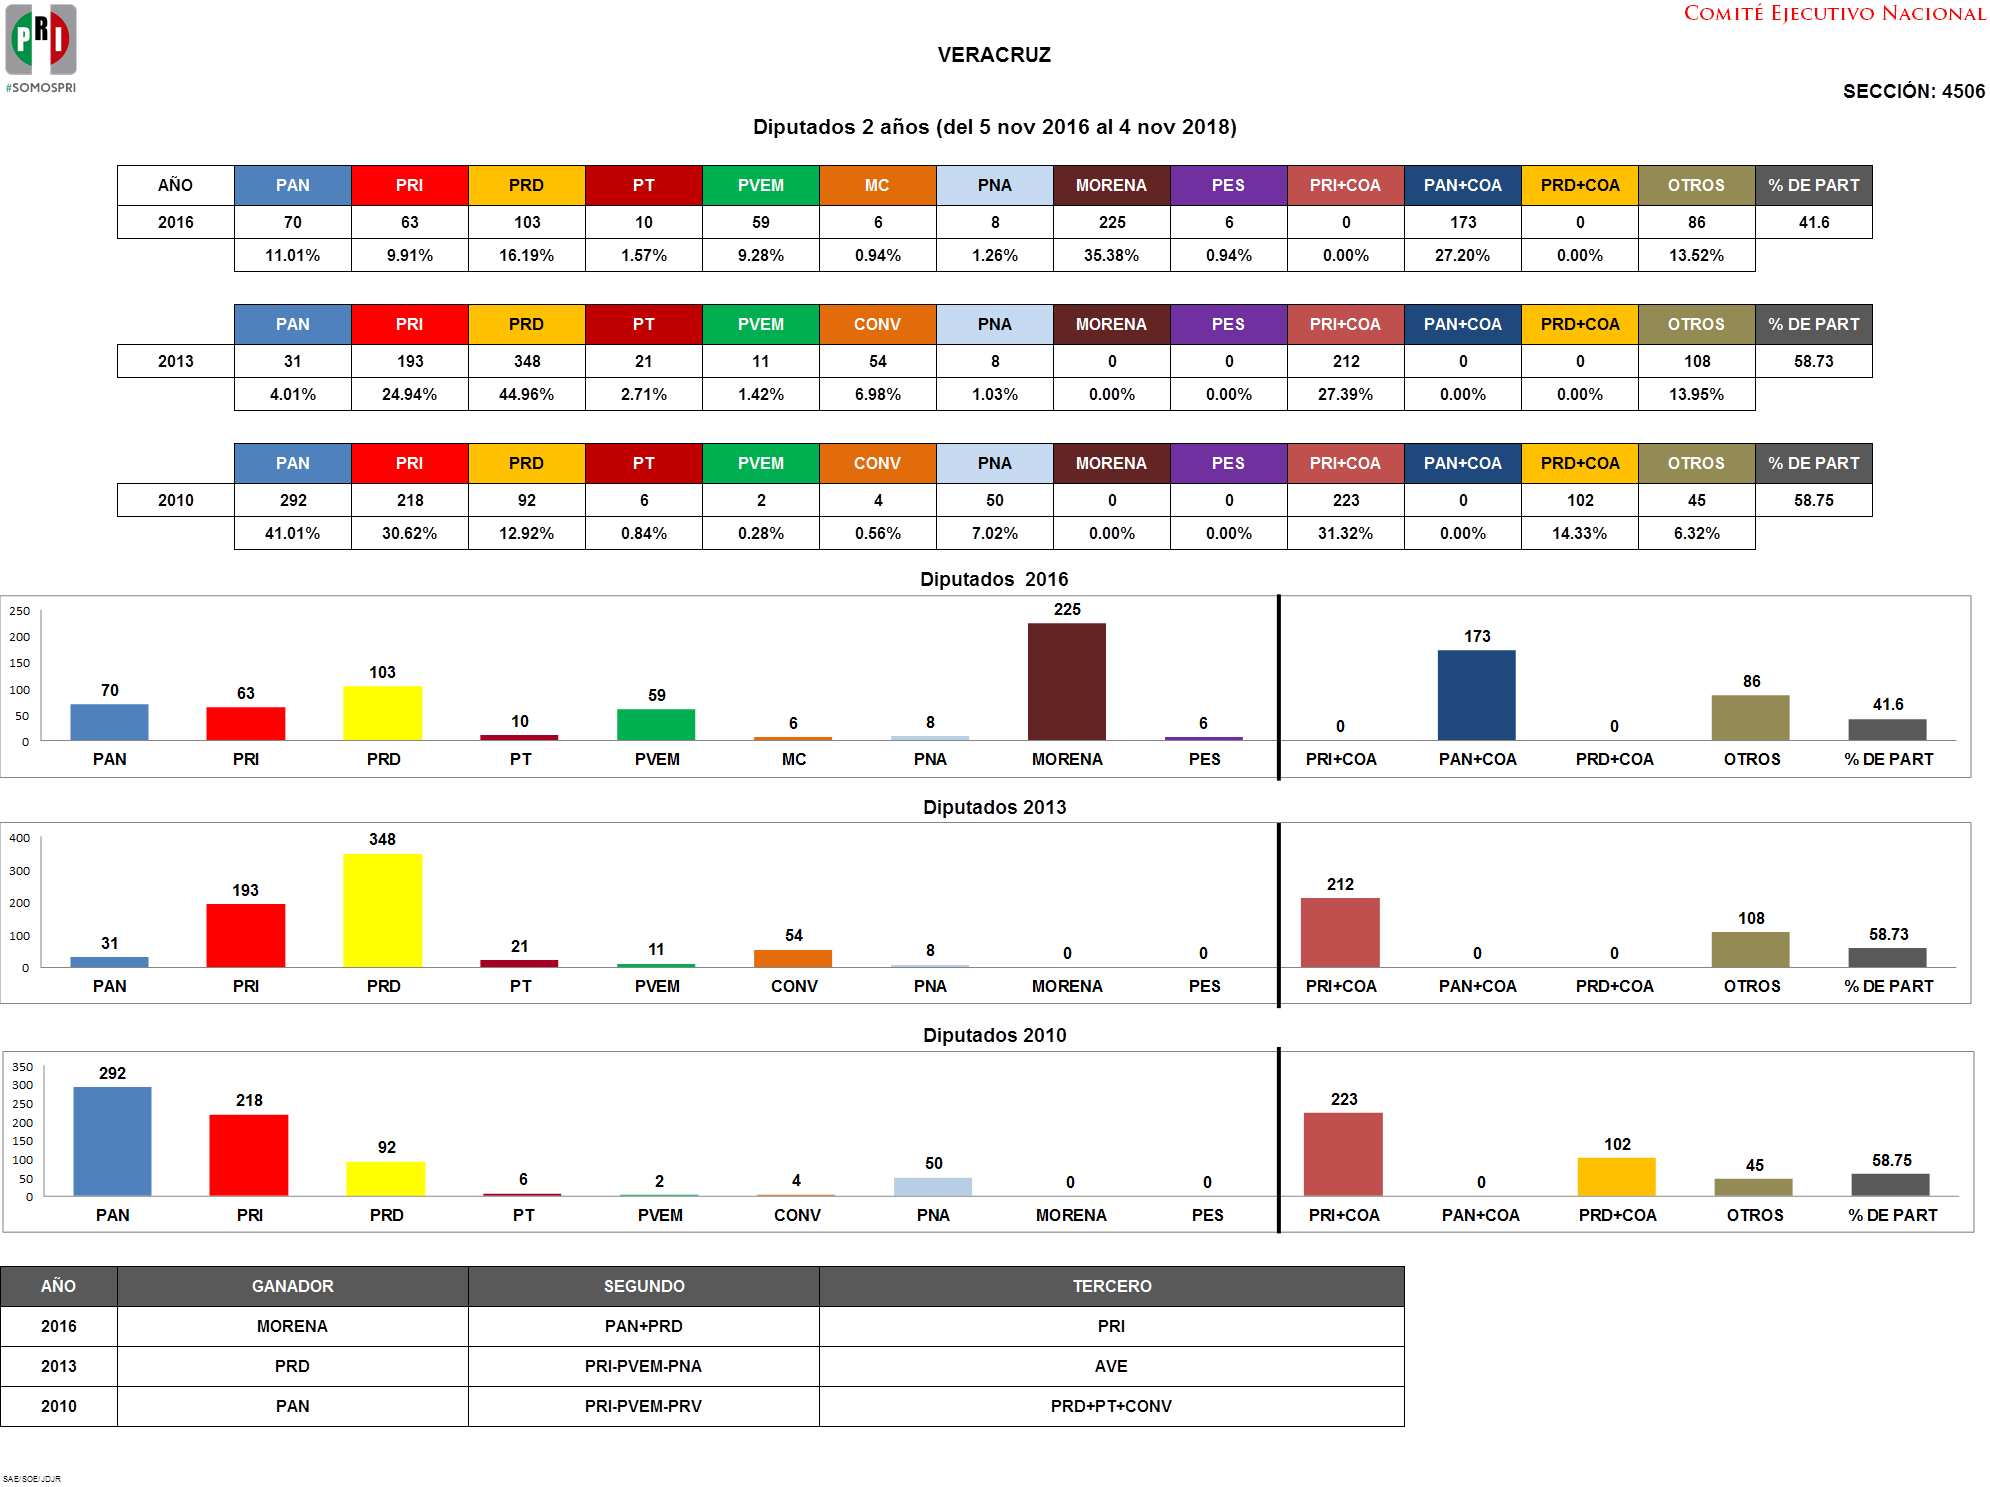 PRI
#SOMOSPRI
COMITÉ EJECUTIVO NACIONAL
VERACRUZ
SECCIÓN: 4506
Diputados 2 años (del 5 nov 2016 al 4 nov 2018)
AÑO PAN PRI PRD PT PVEM MC PNA MORENA PES PRI+COA PAN+COA PRD+COA OTROS % DE PART
2016 70 63 103 10 59 6 8 225 6 0 173 0 86 41.6
11.01% 9.91% 16.19% 1.57% 9.28% 0.94% 1.26% 35.38% 0.94% 0.00% 27.20% 0.00% 13.52%
PAN PRI PRD PT PVEM CONV PNA MORENA PES PRI+COA PAN+COA PRD+COA OTROS % DE PART
2013 31 193 348 21 11 54 8 0 0 212 0 0 108 58.73
4.01% 24.94% 44.96% 2.71% 1.42% 6.98% 1.03% 0.00% 0.00% 27.39% 0.00% 0.00% 13.95%
PAN PRI PRD PT PVEM CONV PNA MORENA PES PRI+COA PAN+COA PRD+COA OTROS % DE PART
2010 292 218 92 6 2 4 50 0 0 223 0 102 45 58.75
41.01% 30.62% 12.92% 0.84% 0.28% 0.56% 7.02% 0.00% 0.00% 31.32% 0.00% 14.33% 6.32%
Diputados 2016
250
200
150
100
50
0
70 63 103 10 59 6 8 225 6 0 173 0 86 41.6
PAN PRI PRD PT PVEM MC PNA MORENA PES PRI+COA PAN+COA PRD+COA OTROS % DE PART
Diputados 2013
400
300
200
100
0
31 193 348 21 11 54 8 0 0 212 0 0 108 58.73
PAN PRI PRD PT PVEM CONV PNA MORENA PES PRI+COA PAN+COA PRD+COA OTROS % DE PART
Diputados 2010
350
300
250
200
150
100
50
0
292 218 92 6 2 4 50 0 0 223 0 102 45 58.75
PAN PRI PRD PT PVEM CONV PNA MORENA PES PRI+COA PAN+COA PRD+COA OTROS % DE PART
AÑO GANADOR SEGUNDO TERCERO
2016 MORENA PAN+PRD PRI
2013 PRD PRI-PVEM-PNA AVE
2010 PAN PRI-PVEM-PRV PRD+PT+CONV
SAE/SOE/JDJR